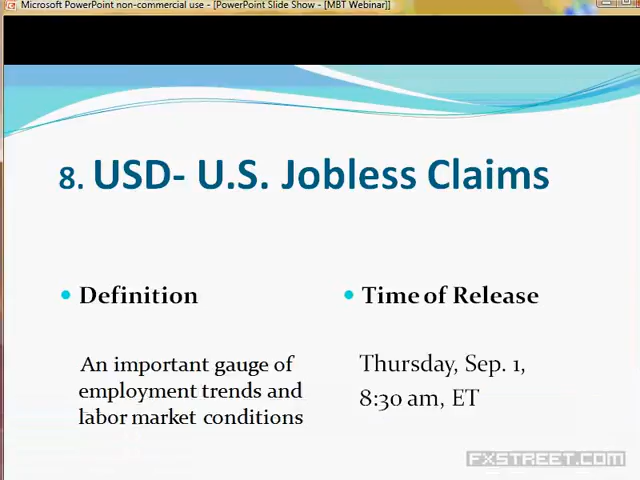 Microsoft PowerPoint non-commercial use - [PowerPoint Slide Show - [MBT Webinar]]
8. USD- U.S. Jobless Claims
• Definition
An important gauge of
employment trends and
labor market conditions
• Time of Release
Thursday, Sep. 1,
8:30 am, ET
FXSTREET.COM